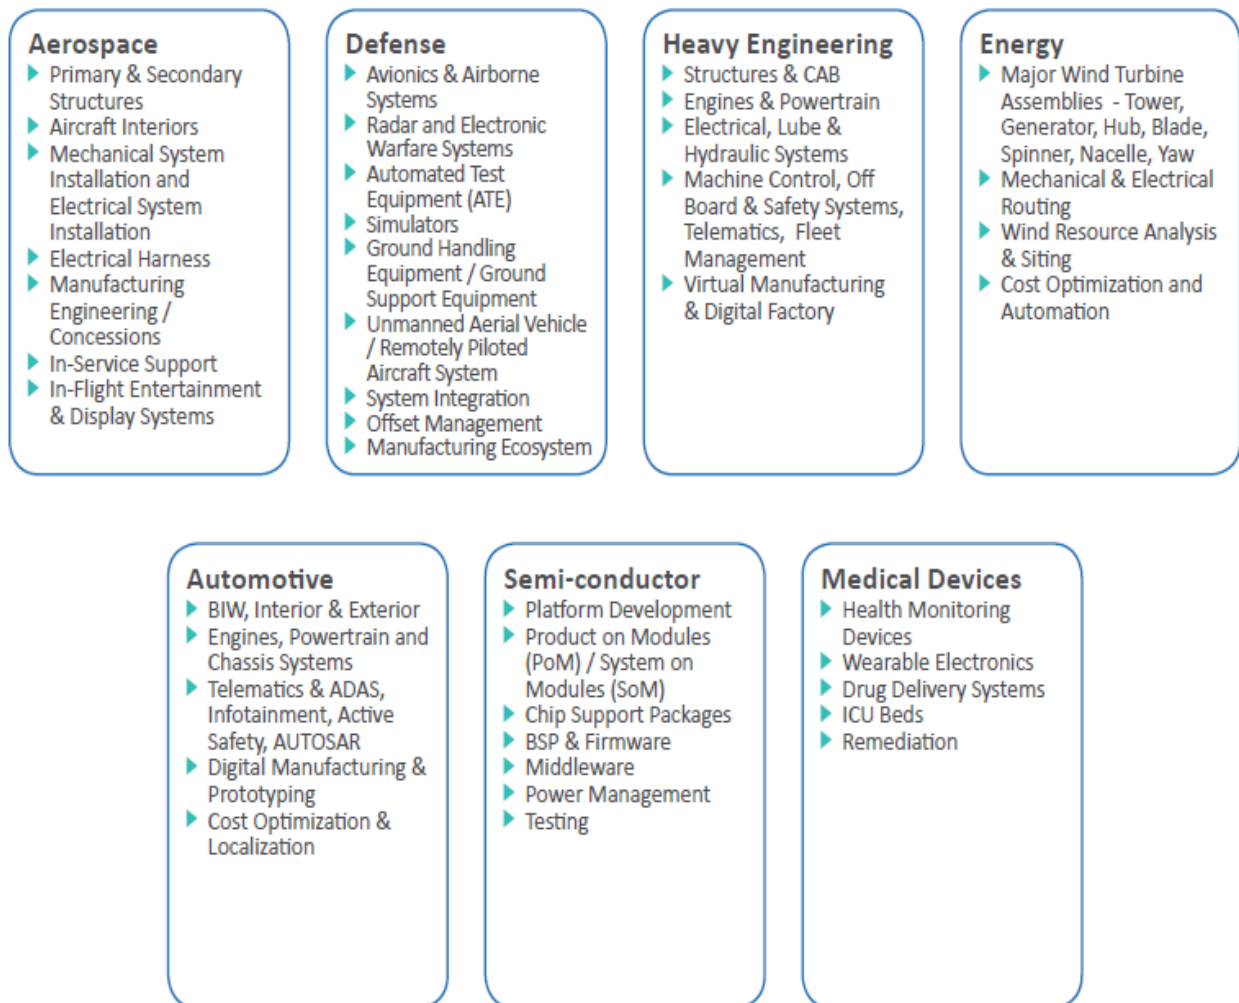 Aerospace
Primary & Secondary
Structures
Aircraft Interiors
Mechanical System
Installation and
Electrical System
Installation
Electrical Harness
Manufacturing
Engineering /
Concessions
In-Service Support
In-Flight Entertainment
& Display Systems
Defense
Avionics & Airborne
Systems
Radar and Electronic
Warfare Systems
Automated Test
Equipment (ATE)
Simulators
Ground Handling
Equipment / Ground
Support Equipment
Unmanned Aerial Vehicle
/ Remotely Piloted
Aircraft System
System Integration
Offset Management
Manufacturing Ecosystem
Heavy Engineering
Structures & CAB
Engines & Powertrain
Electrical, Lube &
Hydraulic Systems
Machine Control, Off
Board & Safety Systems,
Telematics, Fleet
Management
Virtual Manufacturing
& Digital Factory
Energy
Major Wind Turbine
Assemblies - Tower,
Generator, Hub, Blade,
Spinner, Nacelle, Yaw
Mechanical & Electrical
Routing
Wind Resource Analysis
& Siting
Cost Optimization and
Automation
Automotive
BIW, Interior & Exterior
Engines, Powertrain and
Chassis Systems
Telematics & ADAS,
Infotainment, Active
Safety, AUTOSAR
Digital Manufacturing &
Prototyping
Cost Optimization &
Localization
Semi-conductor
Platform Development
Product on Modules
(PoM) / System on
Modules (SoM)
Chip Support Packages
BSP & Firmware
Middleware
Power Management
Testing
Medical Devices
Health Monitoring
Devices
Wearable Electronics
Drug Delivery Systems
ICU Beds
Remediation